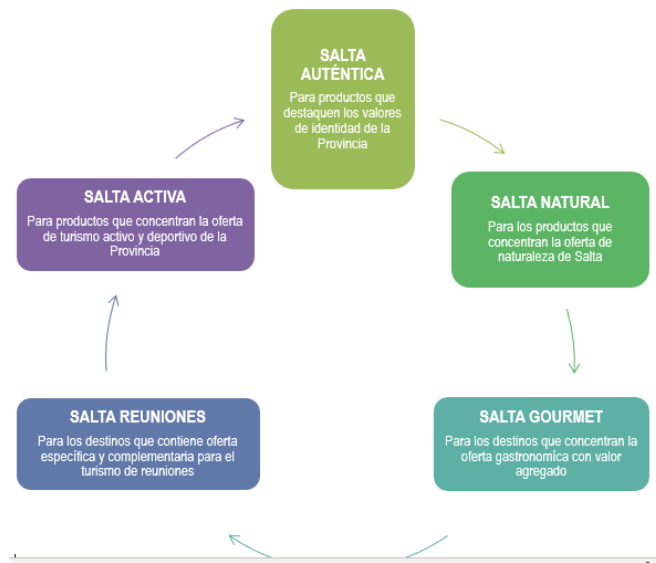 SALTA
AUTÉNTICA
Para productos que
destaquen los valores
de identidad de la
Provincia
SALTA NATURAL
Para los productos que
concentran la oferta de
naturaleza de Salta
SALTA GOURMET
Para los destinos que concentran la
oferta gastronomíca con valor
agregado
SALTA REUNIONES
Para los destinos que contiene oferta
específica y complementaria para el
turismo de reuniones
SALTA ACTIVA
Para productos que concentran la oferta
de turismo activo y deportivo de la
Provincia